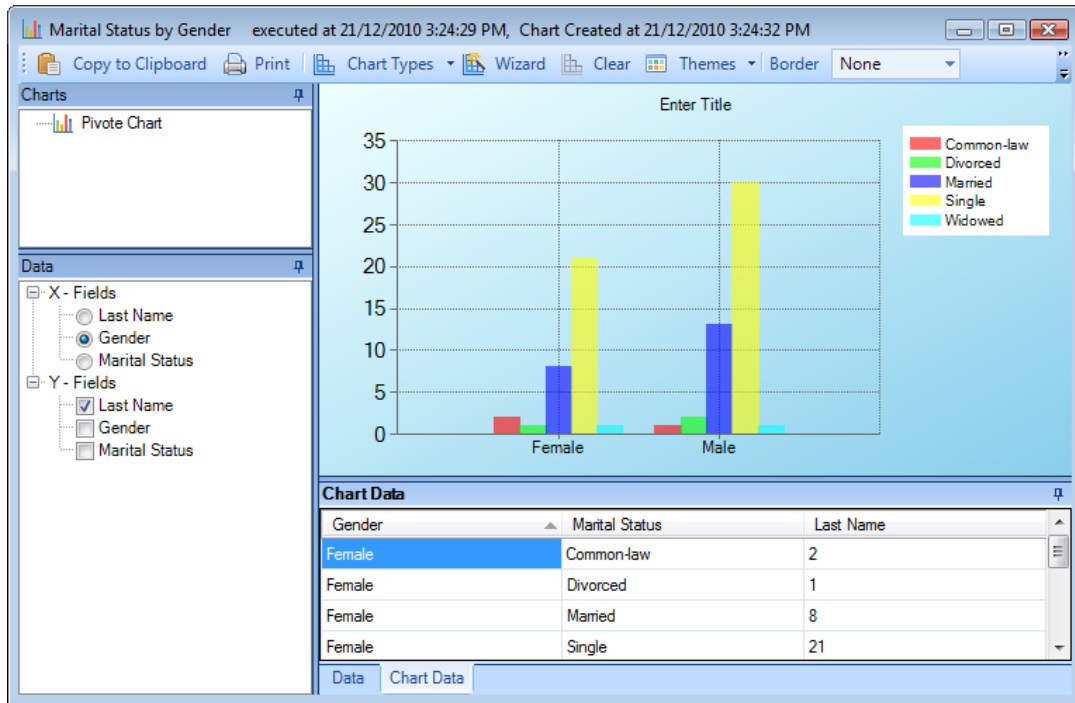 Marital Status by Gender executed at 21/12/2010 3:24:29 PM, Chart Created at 21/12/2010 3:24:32 PM
Copy to Clipboard Print Chart Types Wizard Clear Themes Border None
Charts
Pivote Chart
Data
X - Fields
Last Name
Gender
Marital Status
Y - Fields
Last Name
Gender
Marital Status
Enter Title
35
30
25
20
15
10
5
0
Female Male
Common-law
Divorced
Married
Single
Widowed
Chart Data
Gender Marital Status Last Name
Female Common-law 2
Female Divorced 1
Female Married 8
Female Single 21
Data Chart Data